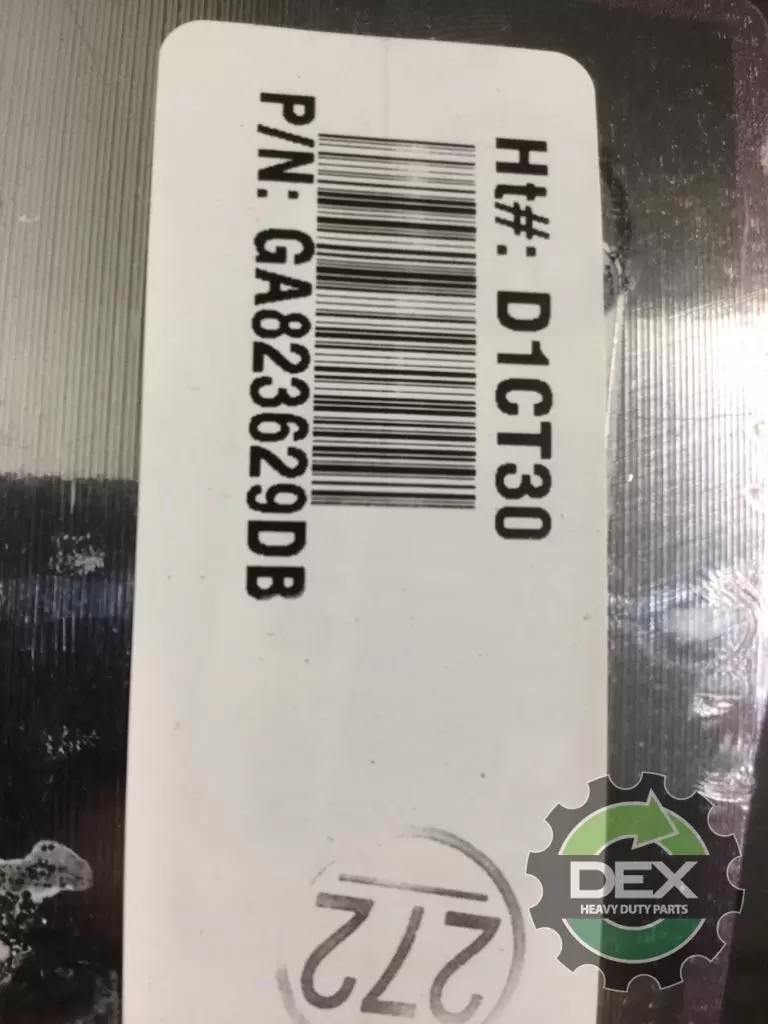 Ht#: D1CT30
P/N: GA823629DB
272
DEX
HEAVY DUTY PARTS